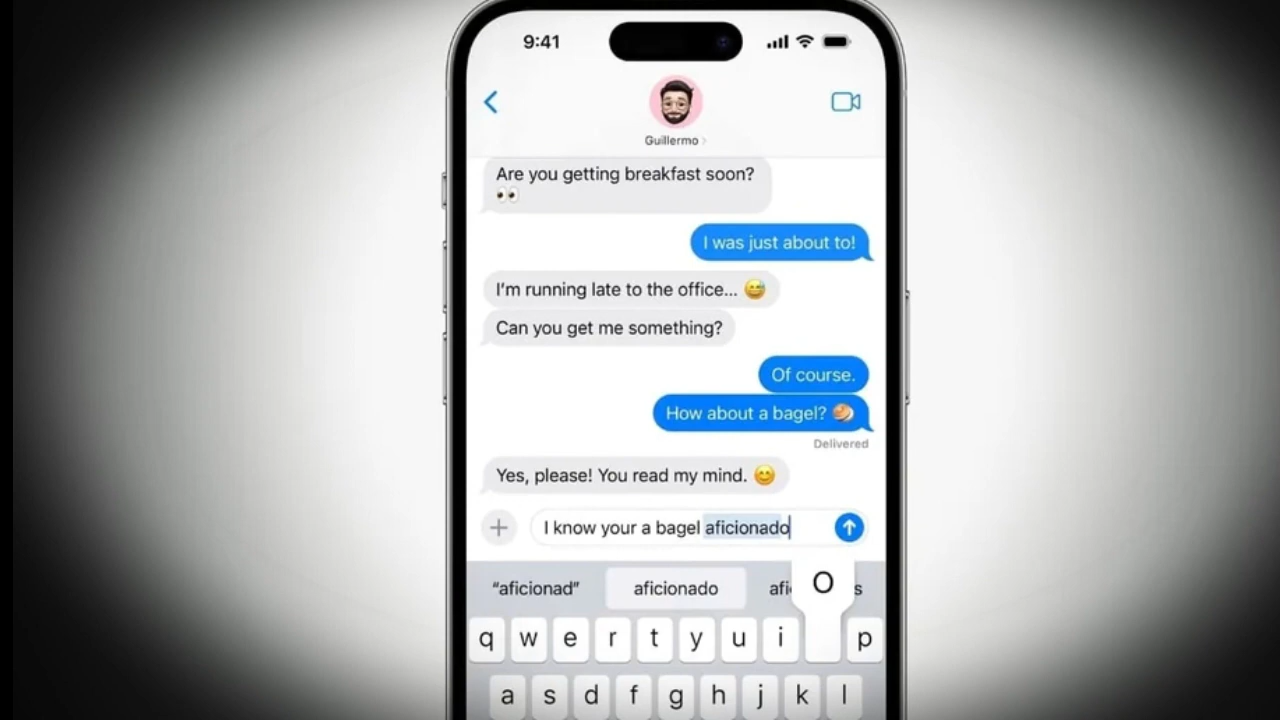 9:41
Guillermo
Are you getting breakfast soon?
👀
I was just about to!
I'm running late to the office... 😅
Can you get me something?
Of course.
How about a bagel? 🥯
Delivered
Yes, please! You read my mind. 😊
I know your a bagel aficionado
“aficionad” aficionado
O
q w e r t y u i p
a s d f g h j k l